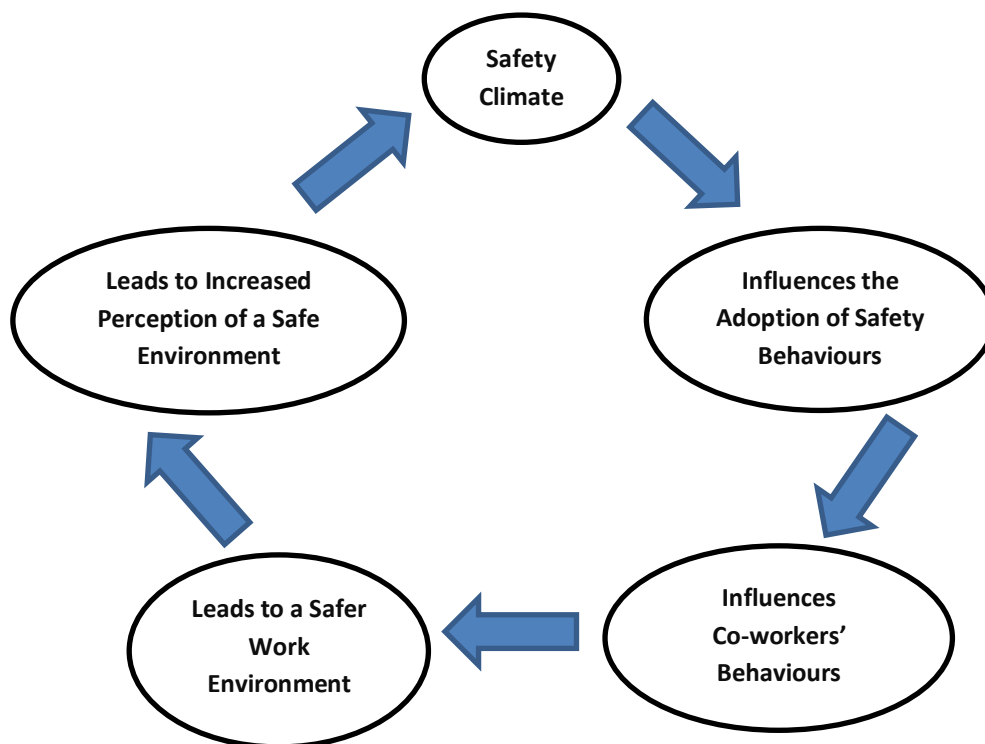 Safety
Climate
Influences the
Adoption of Safety
Behaviours
Influences
Co-workers’
Behaviours
Leads to a Safer
Work
Environment
Leads to Increased
Perception of a Safe
Environment